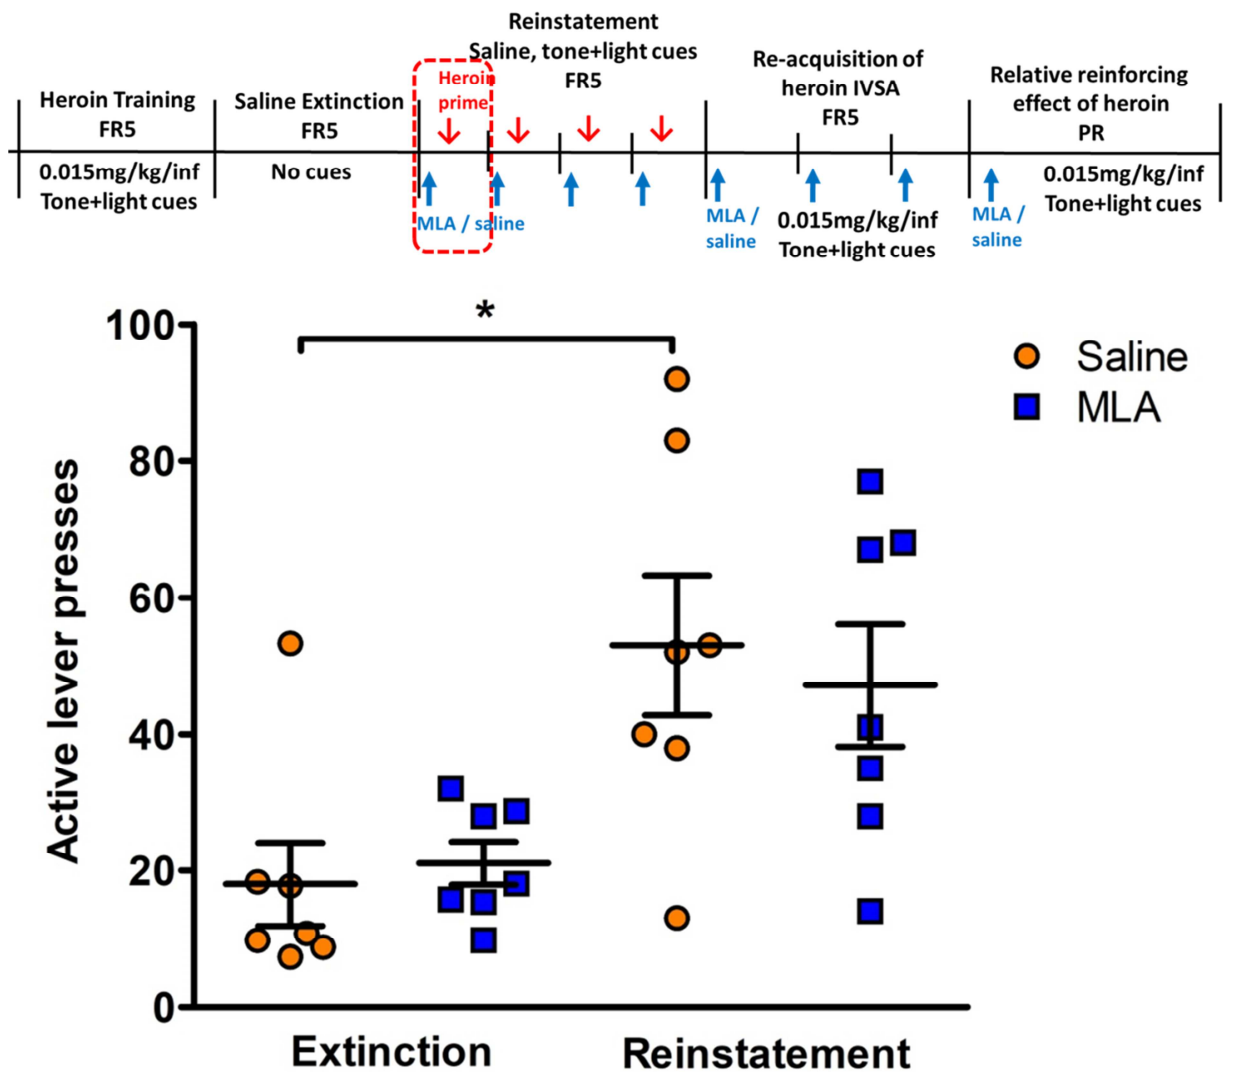 Heroin Training
FR5
0.015mg/kg/inf
Tone+light cues
Saline Extinction
FR5
No cues
Reinstatement
Saline, tone+light cues
FR5
Heroin
prime
MLA / saline
Re-acquisition of
heroin IVSA
FR5
MLA /
saline
0.015mg/kg/inf
Tone+light cues
Relative reinforcing
effect of heroin
PR
MLA /
saline
0.015mg/kg/inf
Tone+light cues
*
100
80
60
40
20
0
Active lever presses
Extinction
Reinstatement
Saline
MLA